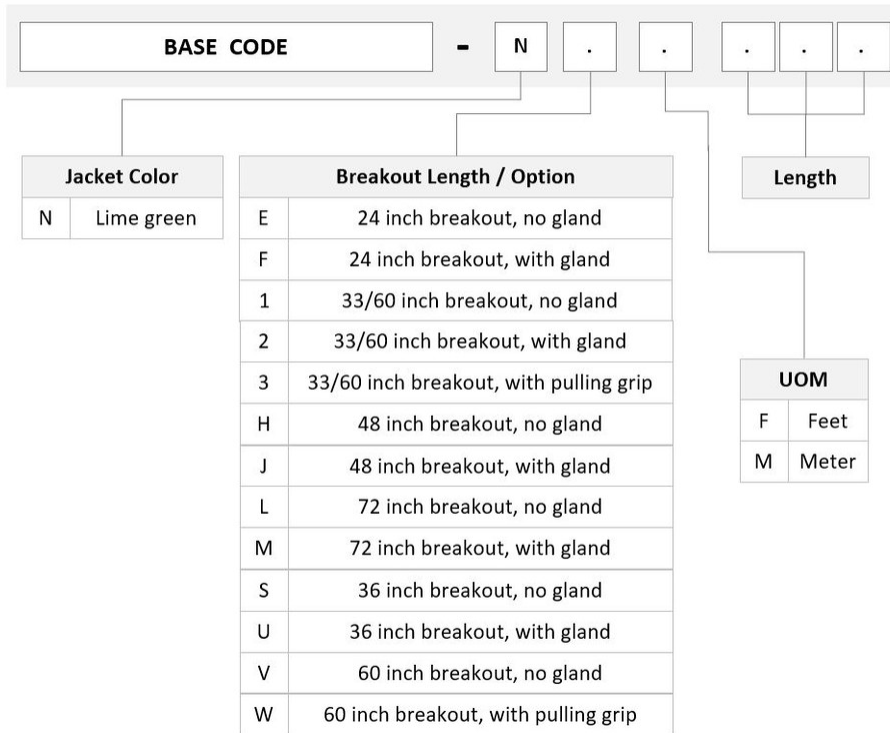 BASE CODE - N . . . . .
Jacket Color
N Lime green
Breakout Length / Option
E 24 inch breakout, no gland
F 24 inch breakout, with gland
1 33/60 inch breakout, no gland
2 33/60 inch breakout, with gland
3 33/60 inch breakout, with pulling grip
H 48 inch breakout, no gland
J 48 inch breakout, with gland
L 72 inch breakout, no gland
M 72 inch breakout, with gland
S 36 inch breakout, no gland
U 36 inch breakout, with gland
V 60 inch breakout, no gland
W 60 inch breakout, with pulling grip
Length
UOM
F Feet
M Meter